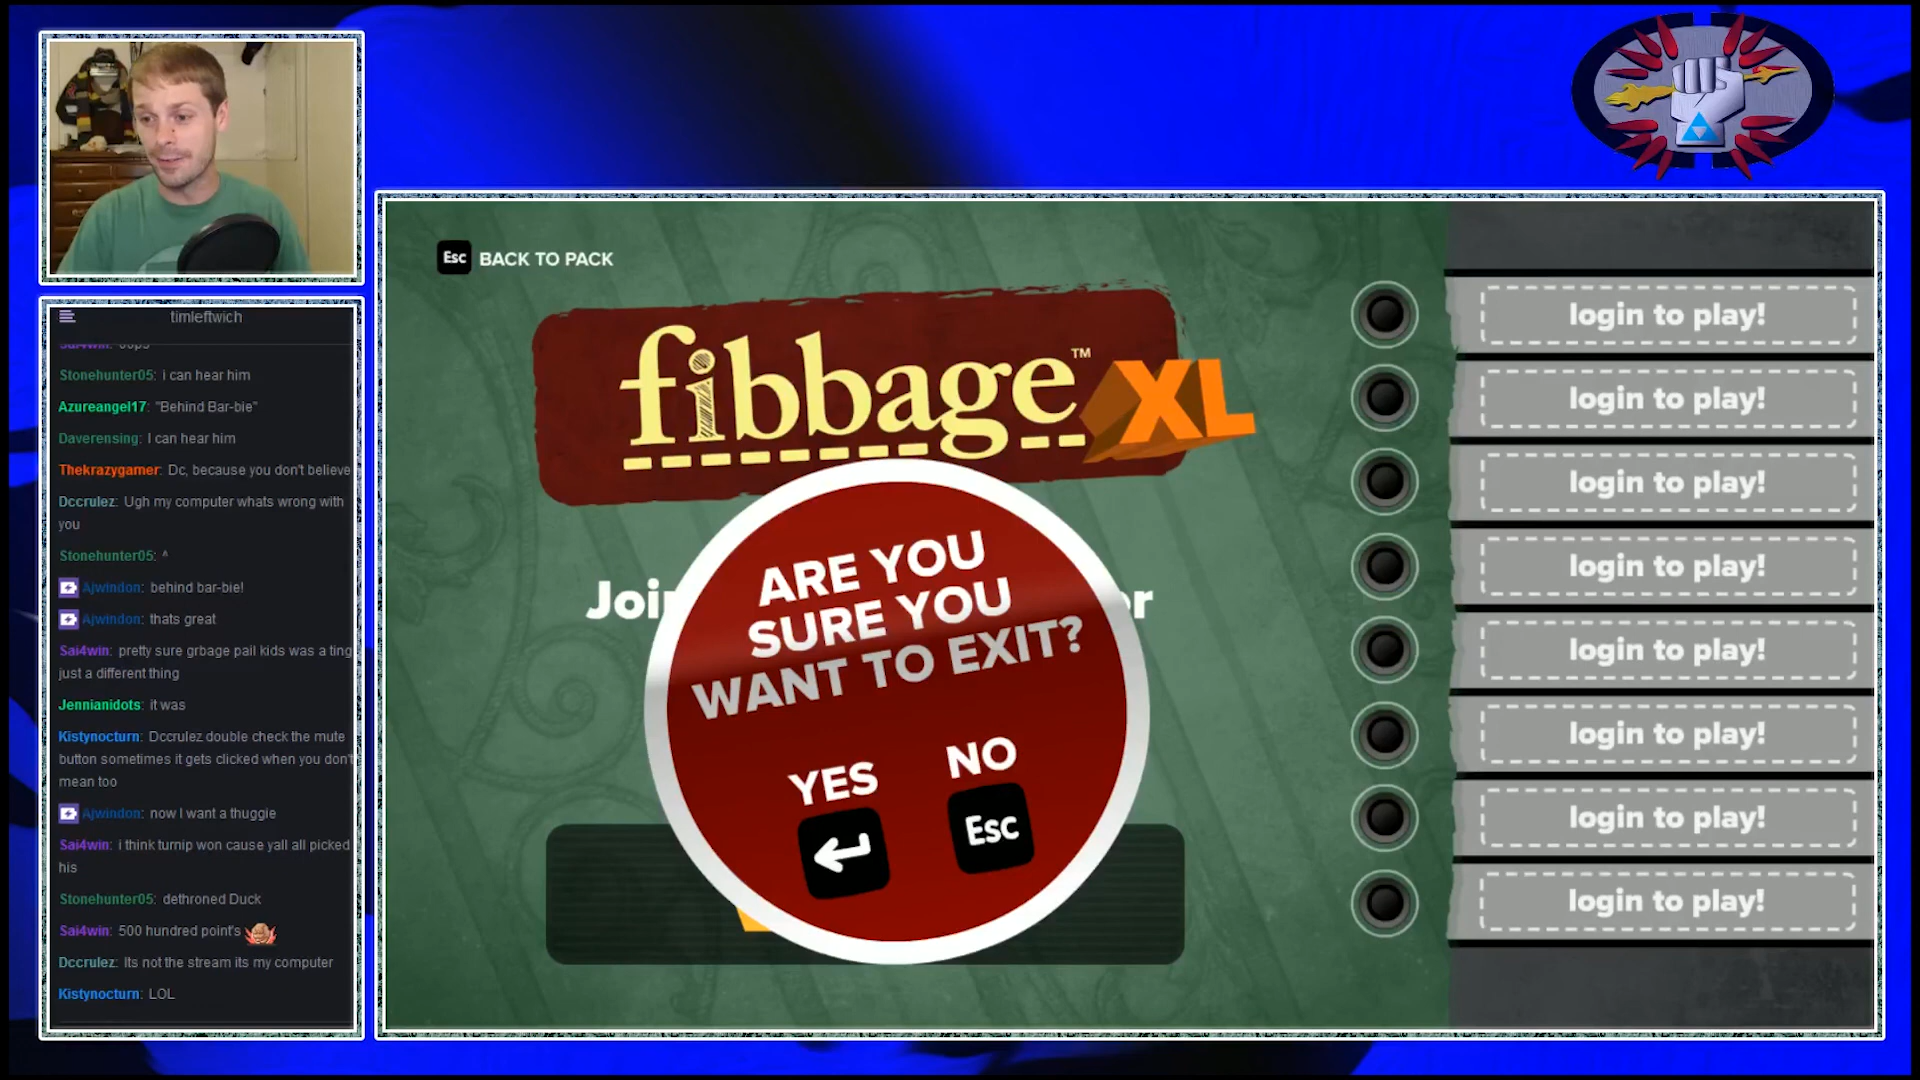 timleftwich
Stonehunter05: i can hear him
Azureangel17: "Behind Bar-bie"
Daverensing: I can hear him
Thekrazygamer: Dc, because you don't believe
Dccrulez: Ugh my computer whats wrong with
you
Stonehunter05: ^
Ajwindon: behind bar-bie!
Ajwindon: thats great
Sai4win: pretty sure grbage pail kids was a ting
just a different thing
Jennianidots: it was
Kistynocturn: Dccrulez double check the mute
button sometimes it gets clicked when you don't
mean too
Ajwindon: now I want a thuggie
Sai4win: i think turnip won cause yall all picked
his
Stonehunter05: dethroned Duck
Sai4win: 500 hundred point's
Dccrulez: Its not the stream its my computer
Kistynocturn: LOL
Esc BACK TO PACK
fibbage™ XL
ARE YOU
SURE YOU
WANT TO EXIT?
YES NO
Esc
login to play!
login to play!
login to play!
login to play!
login to play!
login to play!
login to play!
login to play!